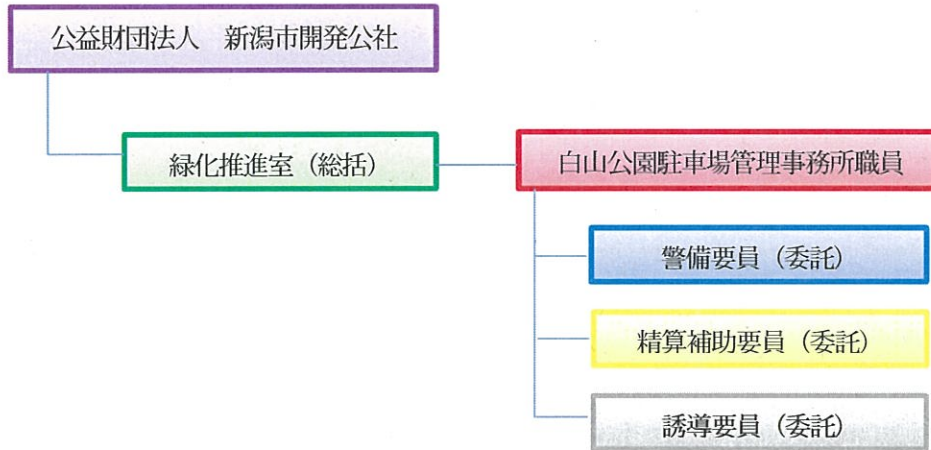 公益財団法人　新潟市開発公社
緑化推進室（総括）
白山公園駐車場管理事務所職員
警備要員（委託）
精算補助要員（委託）
誘導要員（委託）